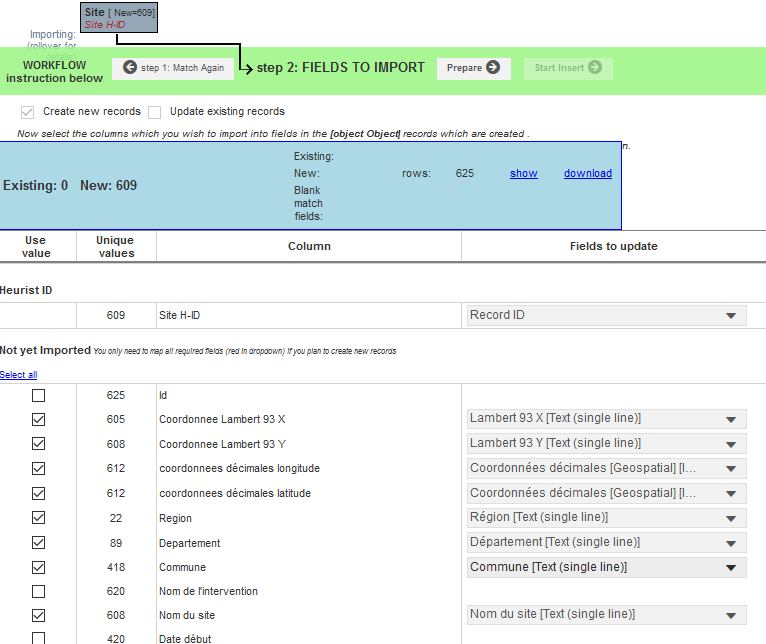 Site [ New=609]
Site H-ID
Importing:
(rollover for
WORKFLOW
instruction below
step 1: Match Again
step 2: FIELDS TO IMPORT
Prepare
Start Insert
Create new records
Update existing records
Now select the columns which you wish to import into fields in the [object Object] records which are created .
n.
Existing: 0 New: 609
Existing:
New:
rows: 625 show download
Blank
match
fields:
Use
value
Unique
values
Column
Fields to update
Heurist ID
609 Site H-ID Record ID
Not yet Imported You only need to map all required fields (red in dropdown) if you plan to create new records
Select all
625 Id
605 Coordonnee Lambert 93 X Lambert 93 X [Text (single line)]
608 Coordonnee Lambert 93 Y Lambert 93 Y [Text (single line)]
612 coordonnees décimales longitude Coordonnées décimales [Geospatial] [l...
612 coordonnees décimales latitude Coordonnées décimales [Geospatial] [l...
22 Region Région [Text (single line)]
89 Departement Département [Text (single line)]
418 Commune Commune [Text (single line)]
620 Nom de l'intervention
608 Nom du site Nom du site [Text (single line)]
420 Date début